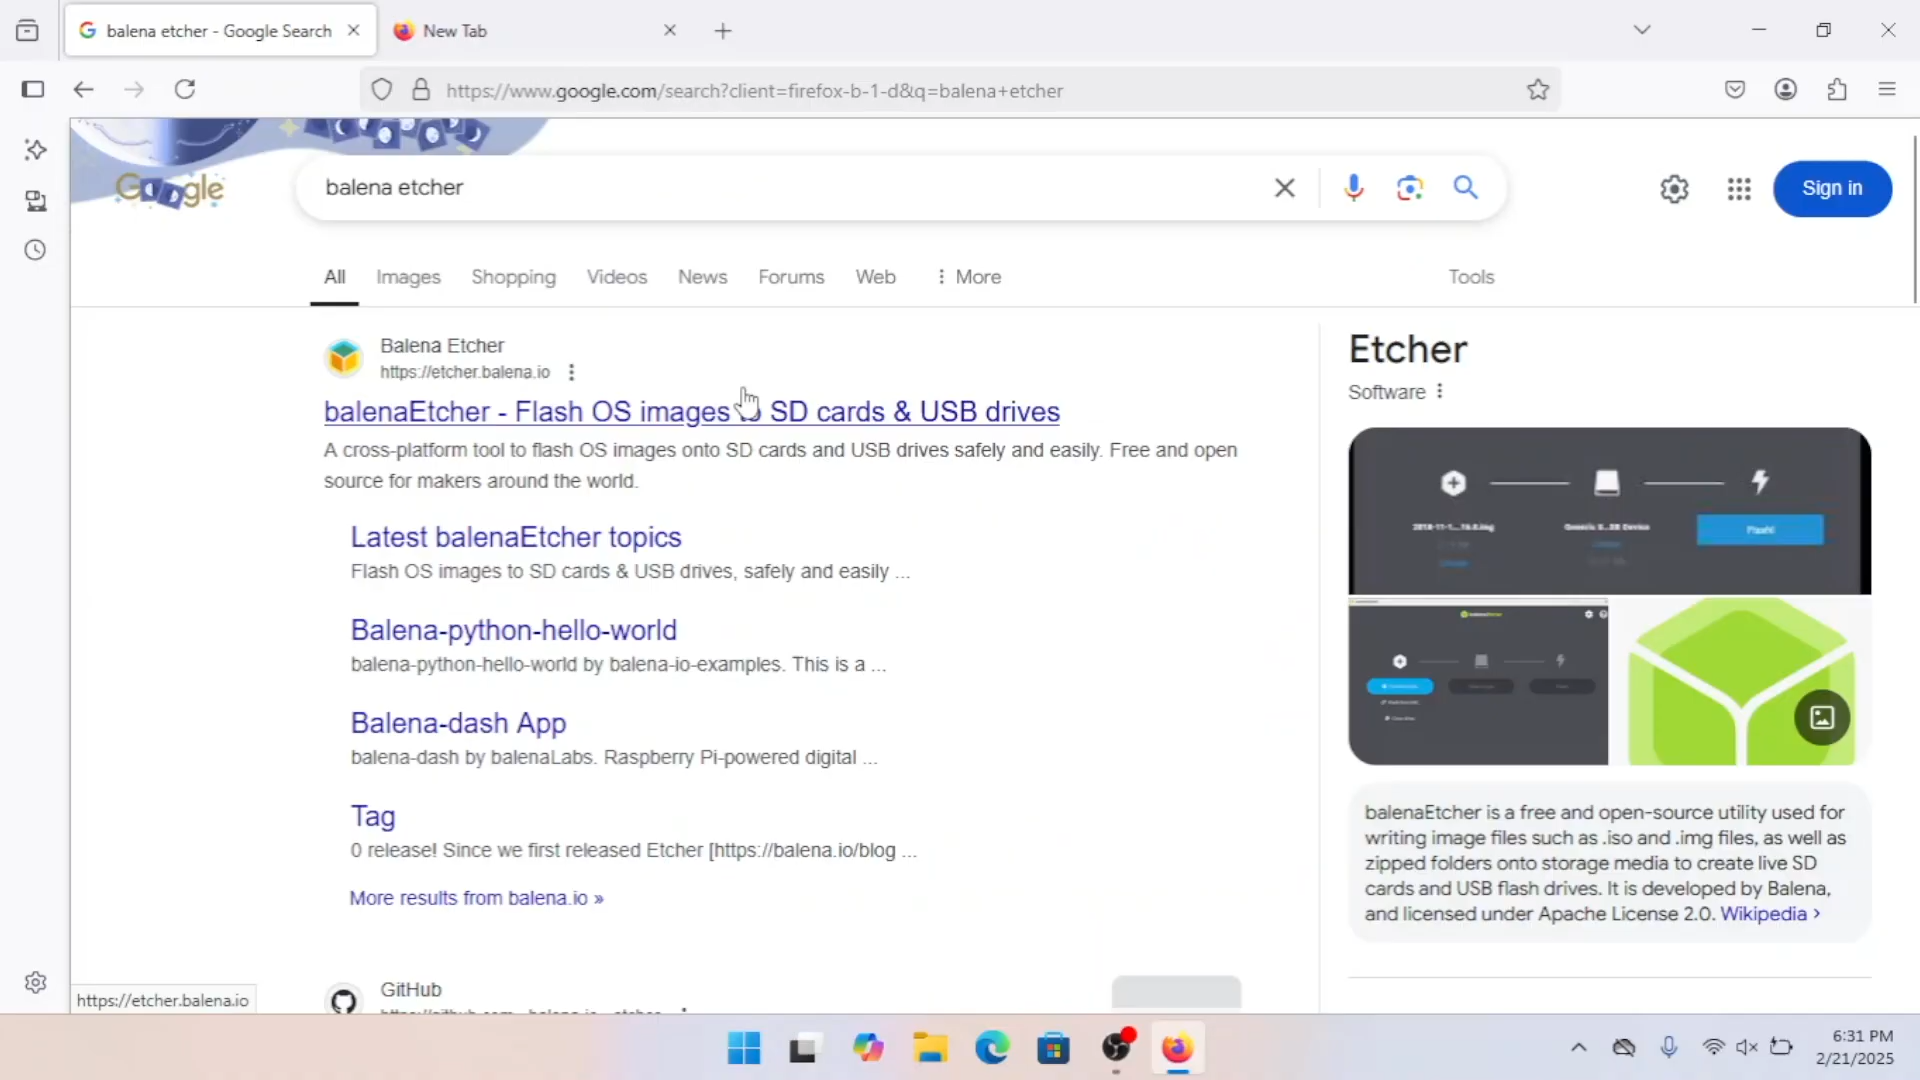 balena etcher - Google Search
New Tab
https://www.google.com/search?client=firefox-b-1-d&q=balena+etcher
Google
balena etcher
Sign in
All
Images
Shopping
Videos
News
Forums
Web
More
Tools
Balena Etcher
https://etcher.balena.io
balenaEtcher - Flash OS images to SD cards & USB drives
A cross-platform tool to flash OS images onto SD cards and USB drives safely and easily. Free and open
source for makers around the world.
Latest balenaEtcher topics
Flash OS images to SD cards & USB drives, safely and easily ...
Balena-python-hello-world
balena-python-hello-world by balena-io-examples. This is a ...
Balena-dash App
balena-dash by balenaLabs. Raspberry Pi-powered digital ...
Tag
0 release! Since we first released Etcher [https://balena.io/blog ...
More results from balena.io »
GitHub
Etcher
Software
Flash!
balenaEtcher is a free and open-source utility used for
writing image files such as .iso and .img files, as well as
zipped folders onto storage media to create live SD
cards and USB flash drives. It is developed by Balena,
and licensed under Apache License 2.0. Wikipedia ›
https://etcher.balena.io
6:31 PM
2/21/2025